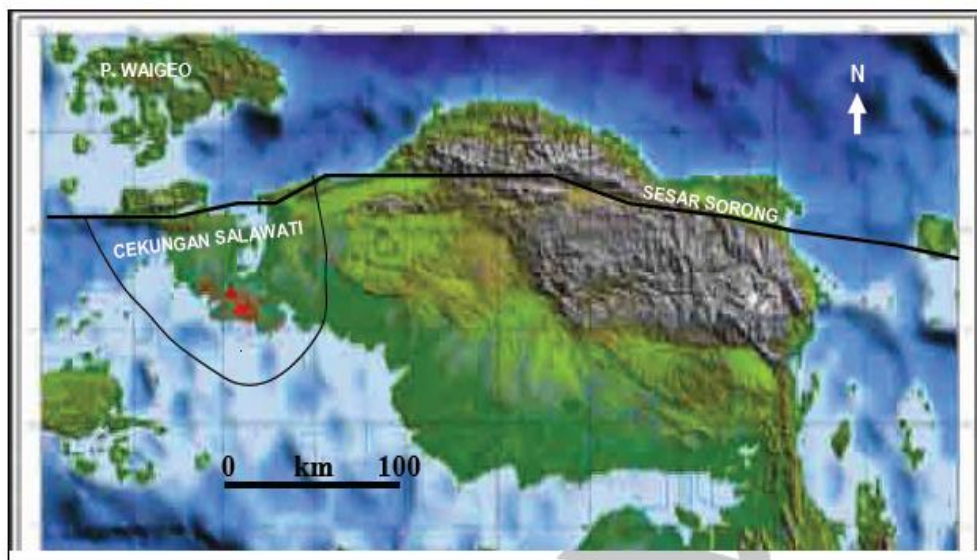 P. WAIGEO
N
SESAR SORONG
CEKUNGAN SALAWATI
0 km 100